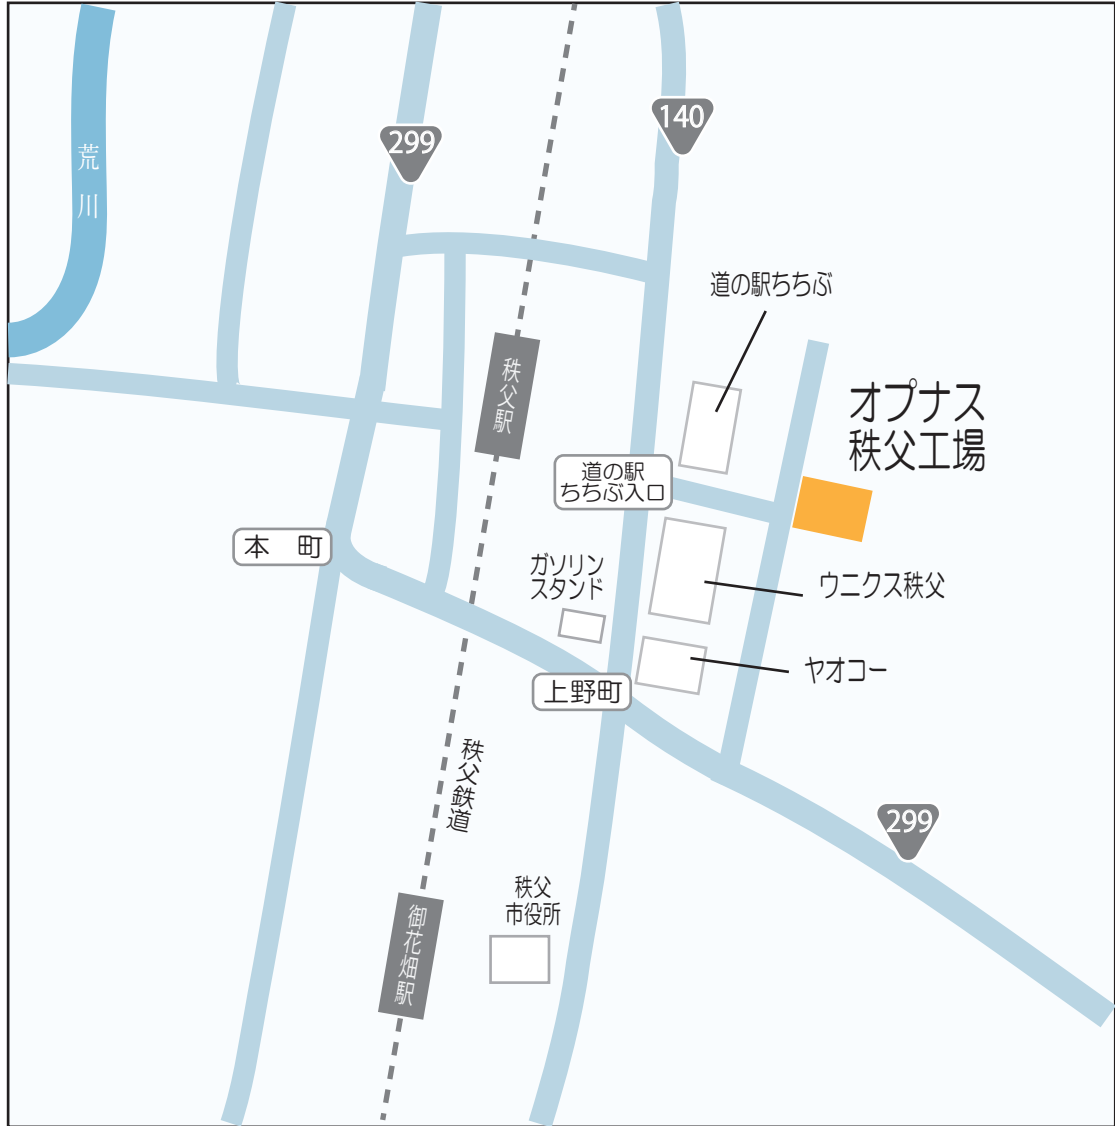 140
299
荒川
道の駅ちちぶ
秩父駅
オプナス
秩父工場
道の駅
ちちぶ入口
本　町
ガソリン
スタンド
ウニクス秩父
ヤオコー
上野町
秩父鉄道
299
秩父
市役所
御花畑駅